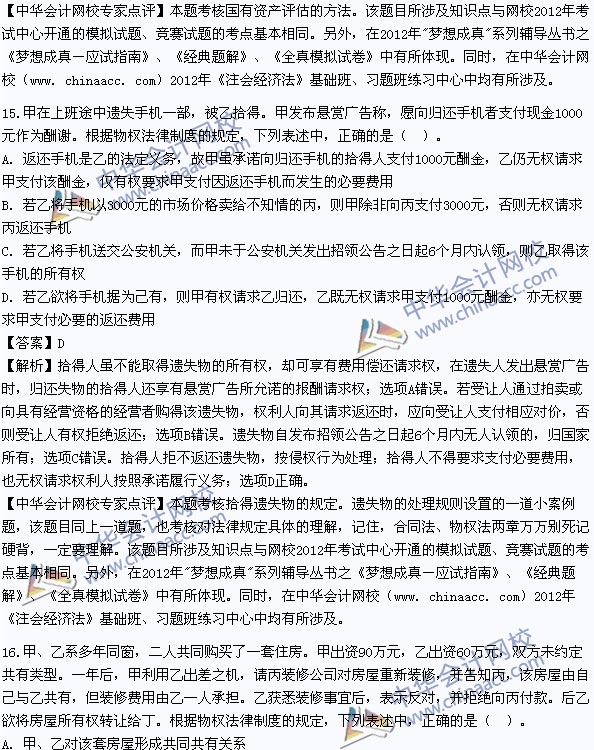 【中华会计网校专家点评】本题考核国有资产评估的方法。该题目所涉及知识点与网校2012年考
试中心开通的模拟试题、竞赛试题的考点基本相同。另外，在2012年"梦想成真"系列辅导丛书之
《梦想成真—应试指南》、《经典题解》、《全真模拟试卷》中有所体现。同时，在中华会计网
校（www. chinaacc. com）2012年《注会经济法》基础班、习题班练习中心中均有所涉及。
15.甲在上班途中遗失手机一部，被乙拾得。甲发布悬赏广告称，愿向归还手机者支付现金1000
元作为酬谢。根据物权法律制度的规定，下列表述中，正确的是（ ）。
A. 返还手机是乙的法定义务，故甲虽承诺向归还手机的拾得人支付1000元酬金，乙仍无权请求
甲支付该酬金，仅有权要求甲支付因返还手机而发生的必要费用
B. 若乙将手机以3000元的市场价格卖给不知情的丙，则甲除非向丙支付3000元，否则无权请求
丙返还手机
C. 若乙将手机送交公安机关，而甲未于公安机关发出招领公告之日起6个月内认领，则乙取得该
手机的所有权
D. 若乙欲将手机据为己有，则甲有权请求乙归还，乙既无权请求甲支付1000元酬金，亦无权要
求甲支付必要的返还费用
【答案】D
【解析】拾得人虽不能取得遗失物的所有权，却可享有费用偿还请求权，在遗失人发出悬赏广告
时，归还失物的拾得人还享有悬赏广告所允诺的报酬请求权；选项A错误。若受让人通过拍卖或
向具有经营资格的经营者购得该遗失物，权利人向其请求返还时，应向受让人支付相应对价，否
则受让人有权拒绝返还；选项B错误。遗失物自发布招领公告之日起6个月内无人认领的，归国家
所有；选项C错误。拾得人拒不返还遗失物，按侵权行为处理；拾得人不得要求支付必要费用，
也无权请求权利人按照承诺履行义务；选项D正确。
【中华会计网校专家点评】本题考核拾得遗失物的规定。遗失物的处理规则设置的一道小案例
题，该题目同上一道题，也考核对法律规定具体的理解，记住，合同法、物权法两章万万别死记
硬背，一定要理解。该题目所涉及知识点与网校2012年考试中心开通的模拟试题、竞赛试题的考
点基本相同。另外，在2012年"梦想成真"系列辅导丛书之《梦想成真—应试指南》、《经典题
解》、《全真模拟试卷》中有所体现。同时，在中华会计网校（www. chinaacc. com）2012年
《注会经济法》基础班、习题班练习中心中均有所涉及。
16.甲、乙系多年同窗，二人共同购买了一套住房。甲出资90万元，乙出资60万元，双方未约定
共有类型。一年后，甲利用乙出差之机，请丙装修公司对房屋重新装修，并告知丙，该房屋由自
己与乙共有，但装修费用由乙一人承担。乙获悉装修事宜后，表示反对，并拒绝向丙付款。后乙
欲将房屋所有权转让给丁。根据物权法律制度的规定，下列表述中，正确的是（ ）。
A. 甲、乙对该套房屋形成共同共有关系
中华会计网校
www.chinaacc.com
中华会计网校
www.chinaacc.com
中华会计网校
www.chinaacc.com
中华会计网校
www.chinaacc.com